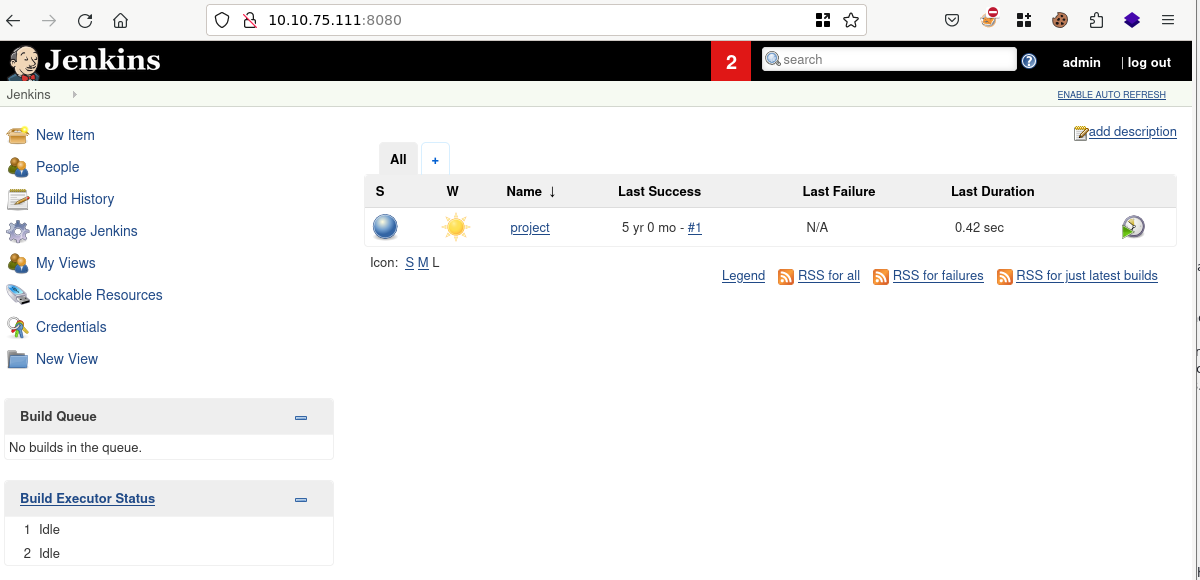 10.10.75.111:8080
Jenkins
2
search
admin
| log out
Jenkins
ENABLE AUTO REFRESH
New Item
People
Build History
Manage Jenkins
My Views
Lockable Resources
Credentials
New View
Build Queue
No builds in the queue.
Build Executor Status
1 Idle
2 Idle
add description
All +
S W Name ↓ Last Success Last Failure Last Duration
project 5 yr 0 mo - #1 N/A 0.42 sec
Icon: S M L
Legend RSS for all RSS for failures RSS for just latest builds